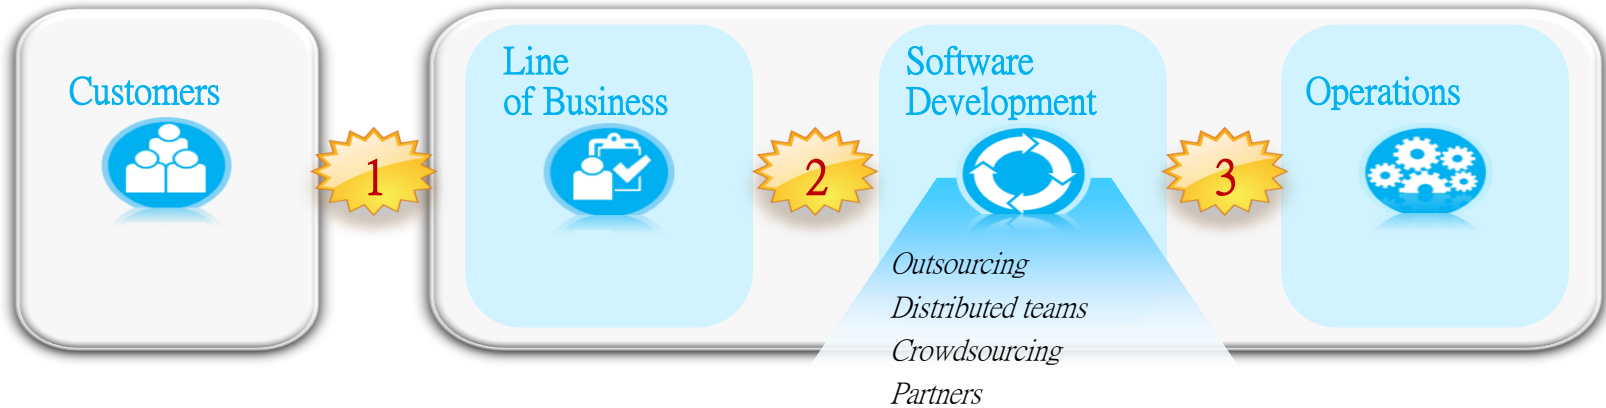 Customers
1
Line
of Business
2
Software
Development
Outsourcing
Distributed teams
Crowdsourcing
Partners
3
Operations